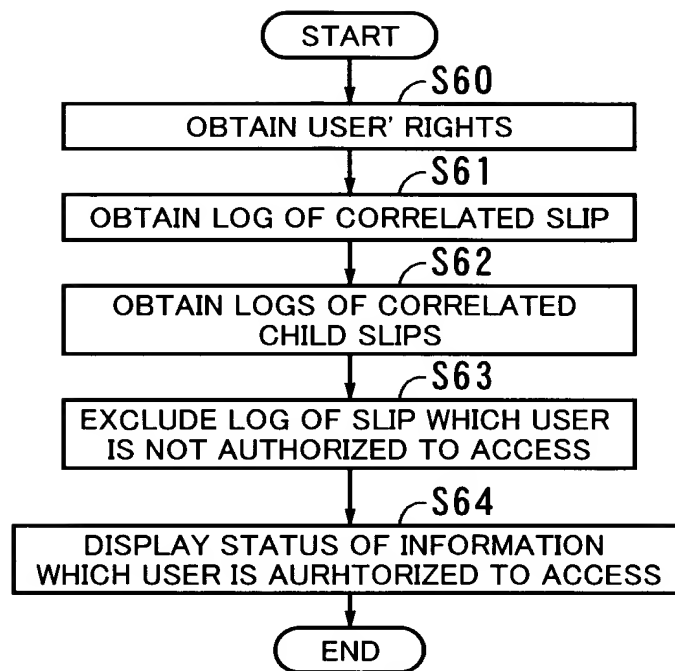 START
S60
OBTAIN USER' RIGHTS
S61
OBTAIN LOG OF CORRELATED SLIP
S62
OBTAIN LOGS OF CORRELATED
CHILD SLIPS
S63
EXCLUDE LOG OF SLIP WHICH USER
IS NOT AUTHORIZED TO ACCESS
S64
DISPLAY STATUS OF INFORMATION
WHICH USER IS AURHTORIZED TO ACCESS
END